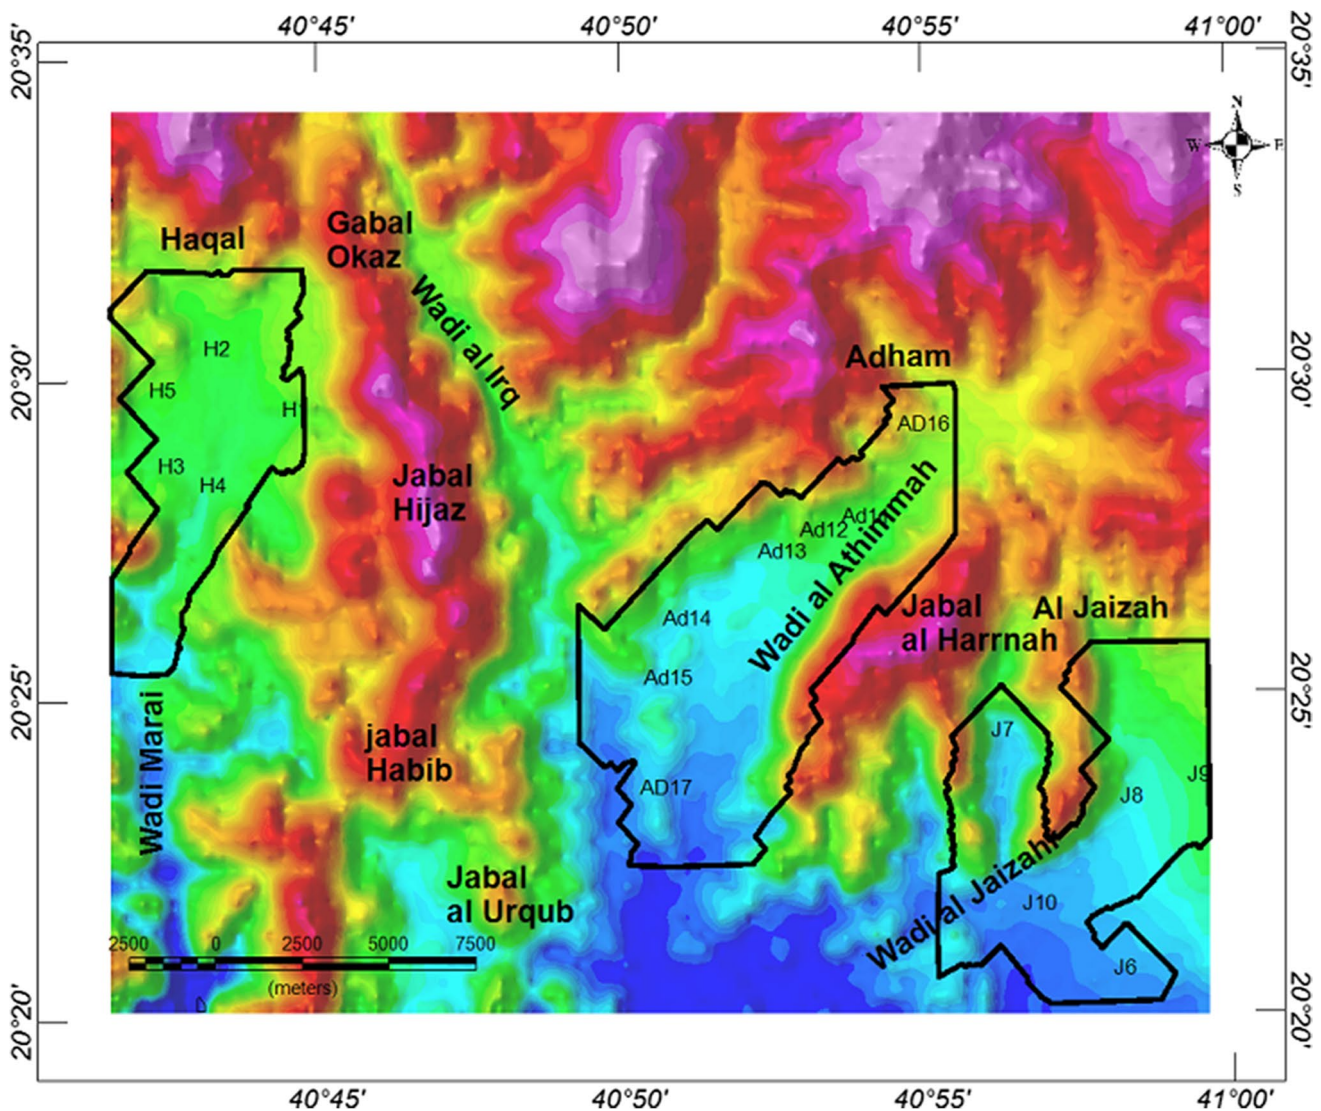 40°45' 40°50' 40°55' 41°00'
20°35' 20°35'
N
W E
S
Haqal
Gabal
Okaz
Wadi al Irq
H2
Adham
20°30' 20°30'
H5
H
AD16
H3
H4
Jabal
Hijaz
Ad12
Ad13
Wadi al Athimmah
Ad14
Jabal
al Harrnah
Al Jaizah
Ad15
20°25' 20°25'
Wadi Marai
jabal
Habib
J7
AD17
J8
J9
Jabal
al Urqub
Wadi al Jaizahh
J10
J6
2500 0 2500 5000 7500
(meters)
20°20' 20°20'
40°45' 40°50' 40°55' 41°00'